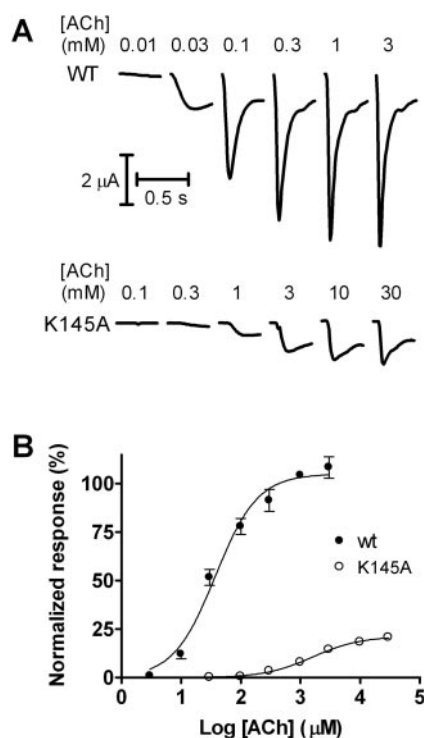 A
[ACh]
(mM) 0.01 0.03 0.1 0.3 1 3
WT
2 μA
0.5 s
[ACh]
(mM) 0.1 0.3 1 3 10 30
K145A
B
Normalized response (%)
100
75
50
25
0
wt
K145A
0 1 2 3 4 5
Log [ACh] (μM)